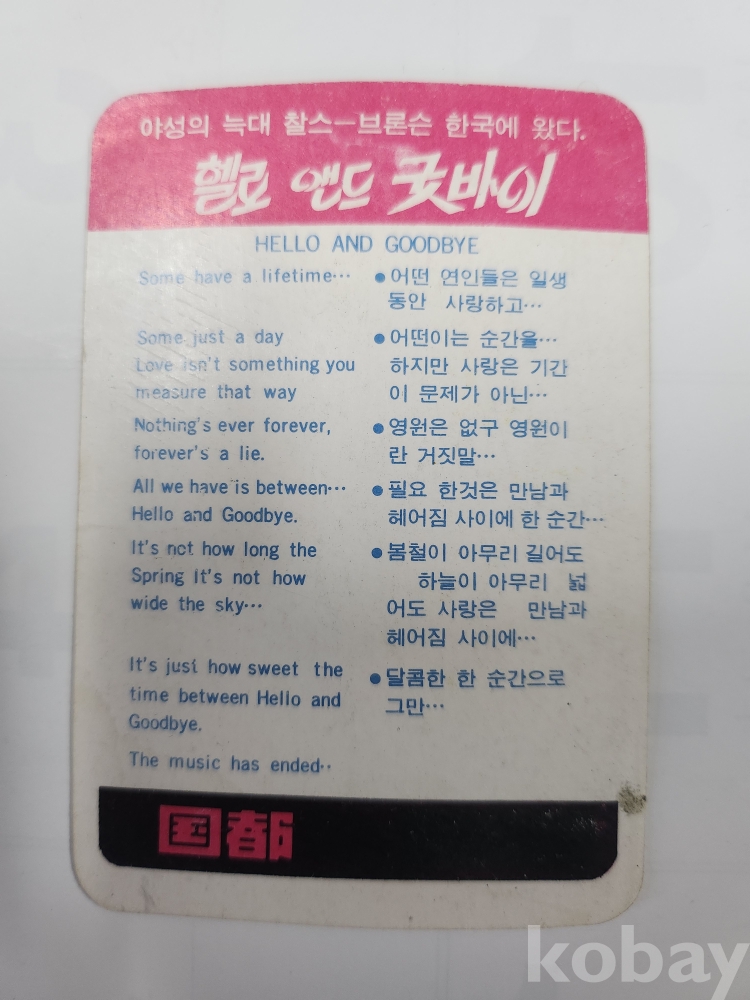 야성의 늑대 찰스-브론슨 한국에 왔다.
헬로 앤드 굿바이
HELLO AND GOODBYE
Some have a lifetime…
Some just a day
Love isn't something you
measure that way
Nothing's ever forever,
forever's a lie.
All we have is between…
Hello and Goodbye.
It's not how long the
Spring It's not how
wide the sky…
It's just how sweet the
time between Hello and
Goodbye.
The music has ended..
●어떤 연인들은 일생
동안 사랑하고…
●어떤이는 순간을…
하지만 사랑은 기간
이 문제가 아닌…
●영원은 없구 영원이
란 거짓말…
●필요 한것은 만남과
헤어짐 사이에 한 순간…
●봄철이 아무리 길어도
하늘이 아무리 넓
어도 사랑은 만남과
헤어짐 사이에…
●달콤한 한 순간으로
그만…
国都
kobay